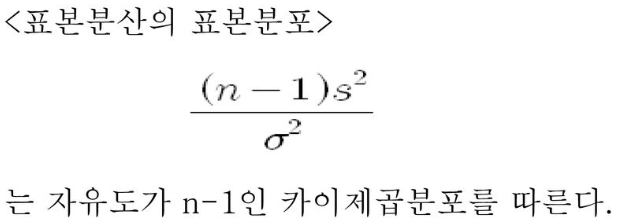 <표본분산의 표본분포>
(n − 1)s²
σ²
는 자유도가 n-1인 카이제곱분포를 따른다.